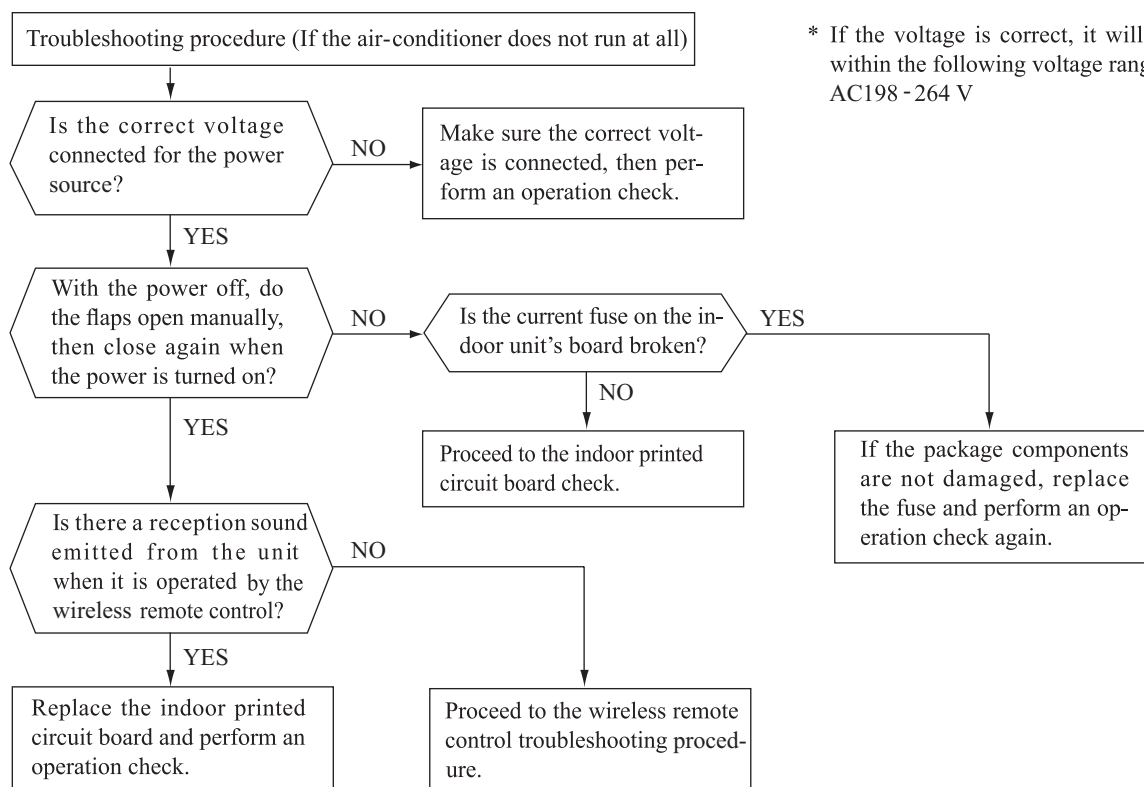 Troubleshooting procedure (If the air-conditioner does not run at all)
* If the voltage is correct, it will
within the following voltage
AC198 - 264 V
Is the correct voltage
connected for the power
source?
NO
Make sure the correct volt-
age is connected, then per-
form an operation check.
YES
With the power off, do
the flaps open manually,
then close again when
the power is turned on?
NO
Is the current fuse on the in-
door unit's board broken?
YES
NO
YES
Proceed to the indoor printed
circuit board check.
If the package components
are not damaged, replace
the fuse and perform an op-
eration check again.
Is there a reception sound
emitted from the unit
when it is operated by the
wireless remote control?
NO
YES
Replace the indoor printed
circuit board and perform an
operation check.
Proceed to the wireless remote
control troubleshooting proced-
ure.